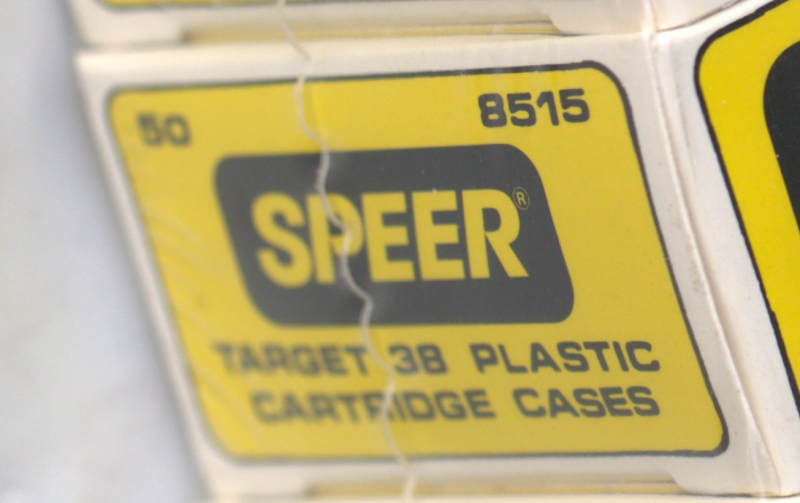 50 8515
SPEER®
TARGET 38 PLASTIC
CARTRIDGE CASES